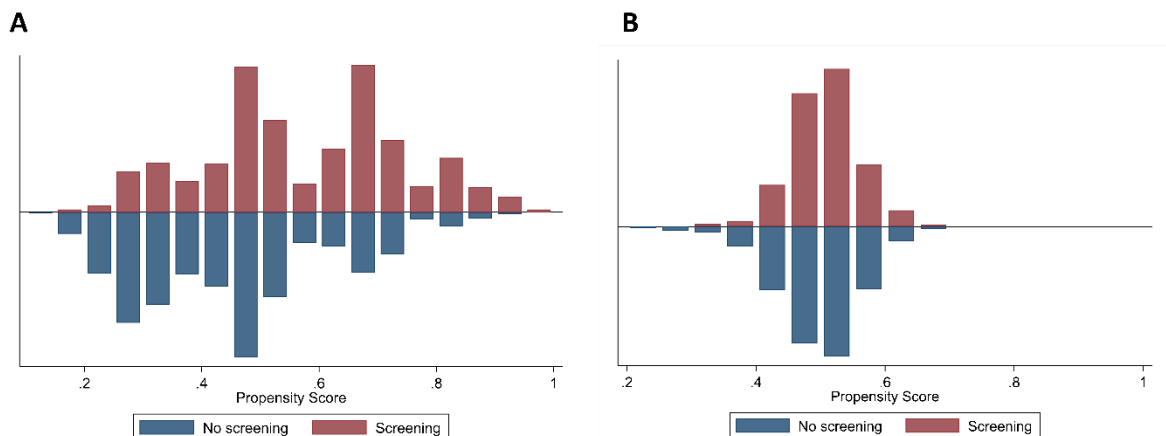 A
.2 .4 .6 .8 1
Propensity Score
No screening Screening
B
.2 .4 .6 .8 1
Propensity Score
No screening Screening